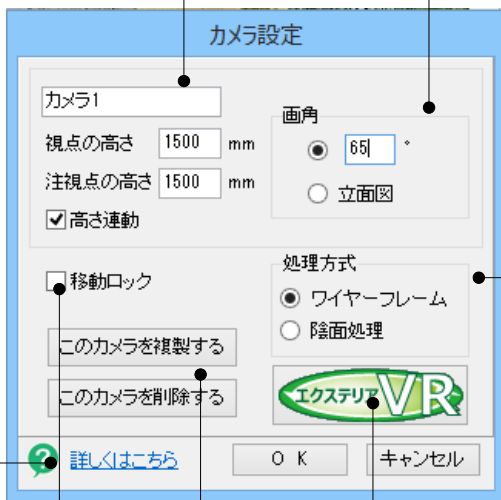 カメラ設定
カメラ1
視点の高さ 1500 mm
注視点の高さ 1500 mm
高さ連動
画角
65 °
立面図
移動ロック
処理方式
ワイヤーフレーム
陰面処理
このカメラを複製する
このカメラを削除する
エクステリアVR
詳しくはこちら
OK
キャンセル